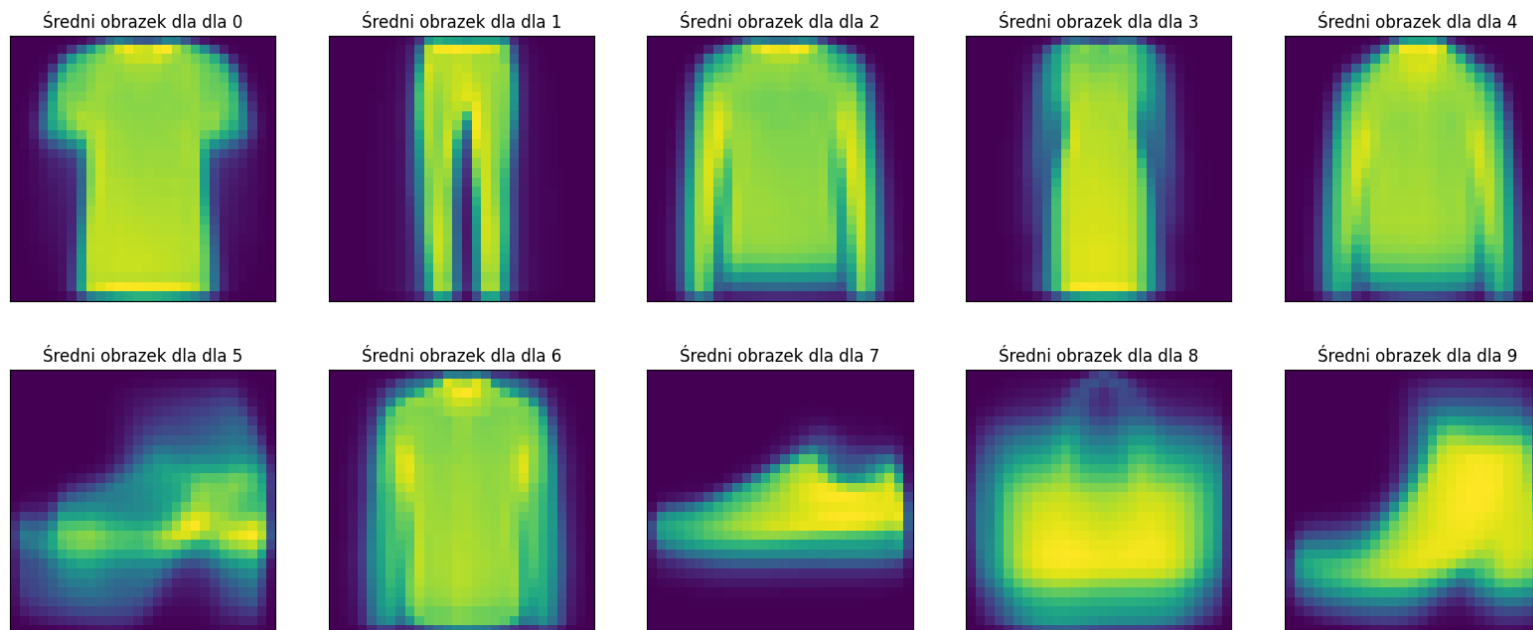 Średni obrazek dla dla 0
Średni obrazek dla dla 1
Średni obrazek dla dla 2
Średni obrazek dla dla 3
Średni obrazek dla dla 4
Średni obrazek dla dla 5
Średni obrazek dla dla 6
Średni obrazek dla dla 7
Średni obrazek dla dla 8
Średni obrazek dla dla 9